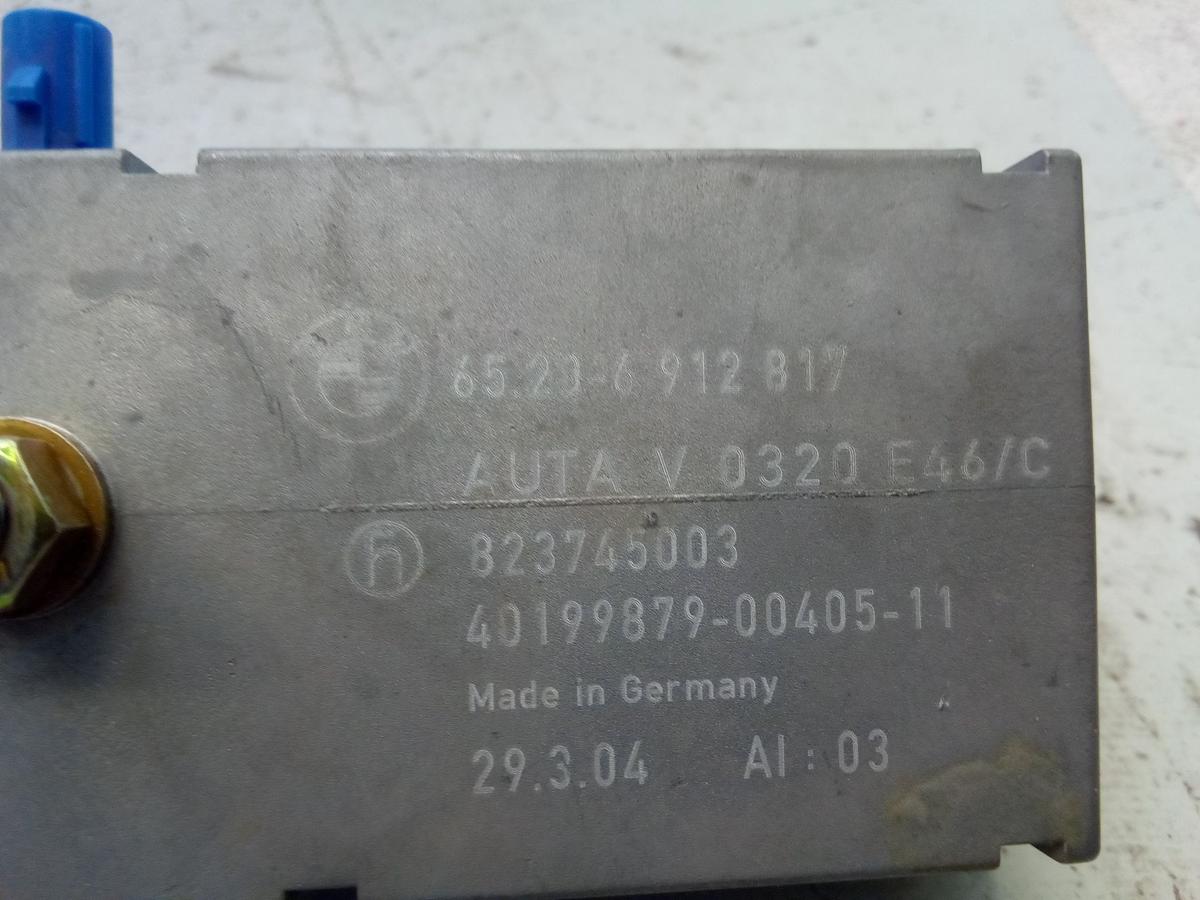 65.23-6 912 817
AUTA V 0320 E46/C
h 823745003
40199879-00405-11
Made in Germany
29.3.04 AI : 03